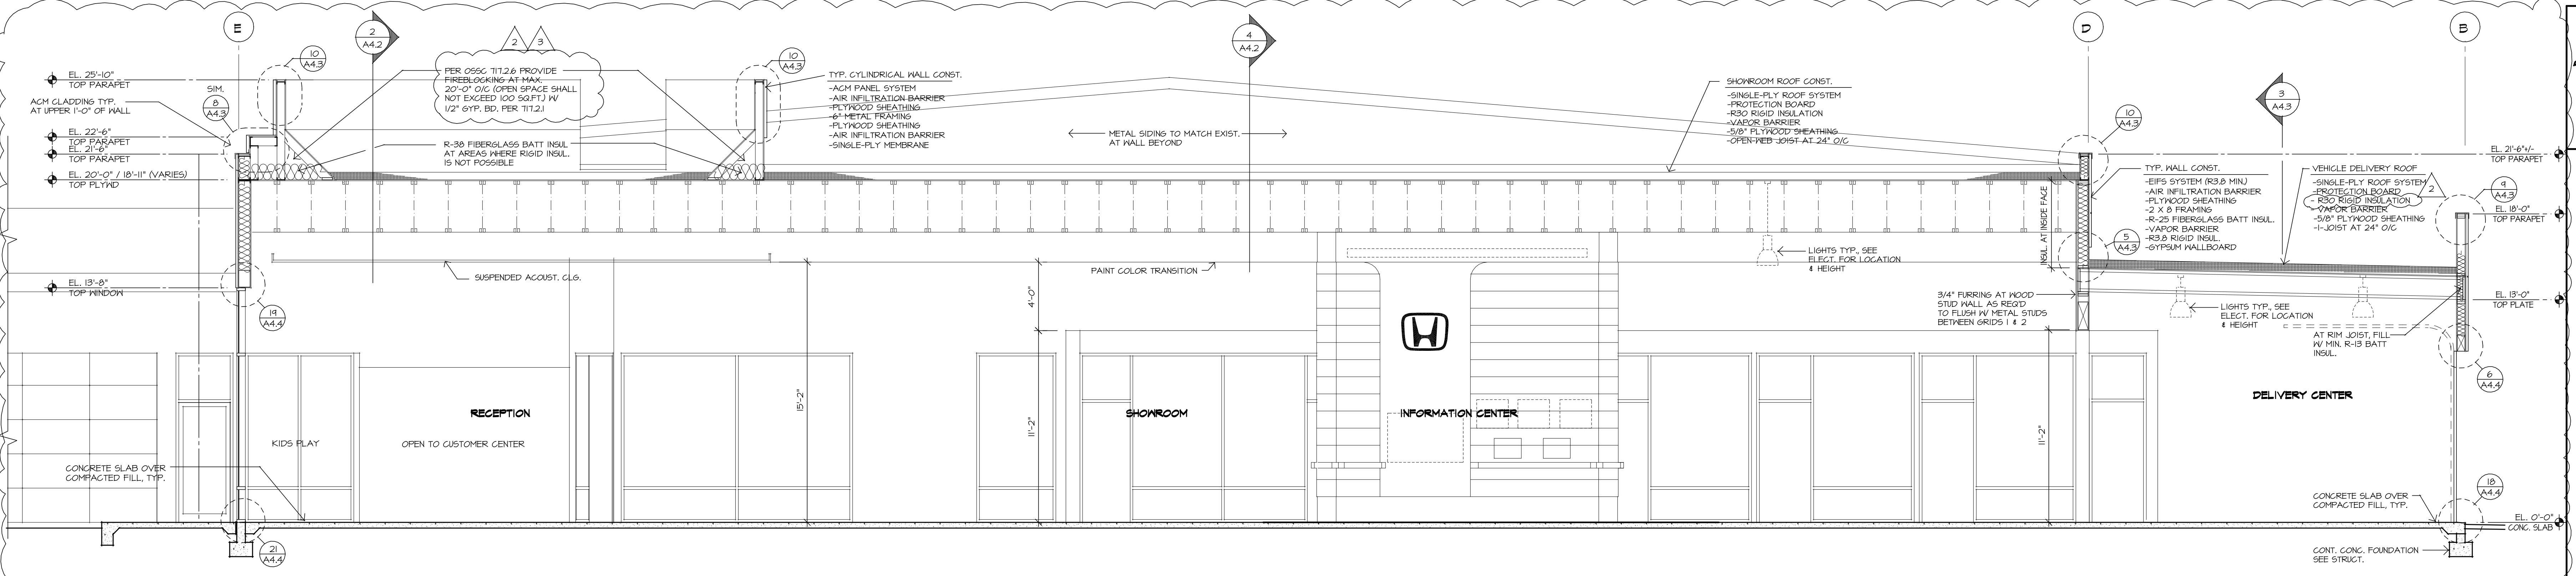 E
D
B
2
A4.2
4
A4.2
3
A4.3
2
3
10
A4.3
10
A4.3
10
A4.3
SIM.
8
A4.3
EL. 25'-10"
TOP PARAPET
ACM CLADDING TYP.
AT UPPER 1'-0" OF WALL
EL. 22'-6"
TOP PARAPET
EL. 21'-6"
TOP PARAPET
EL. 20'-0" / 18'-11" (VARIES)
TOP PLYWD
EL. 13'-8"
TOP WINDOW
19
A4.4
PER OSSC 717.2.6 PROVIDE
FIREBLOCKING AT MAX.
20'-0" O/C (OPEN SPACE SHALL
NOT EXCEED 100 SQ.FT.) W/
1/2" GYP. BD. PER 717.2.1
R-38 FIBERGLASS BATT INSUL
AT AREAS WHERE RIGID INSUL.
IS NOT POSSIBLE
TYP. CYLINDRICAL WALL CONST.
-ACM PANEL SYSTEM
-AIR INFILTRATION BARRIER
-PLYWOOD SHEATHING
-6" METAL FRAMING
-PLYWOOD SHEATHING
-AIR INFILTRATION BARRIER
-SINGLE-PLY MEMBRANE
METAL SIDING TO MATCH EXIST.
AT WALL BEYOND
SHOWROOM ROOF CONST.
-SINGLE-PLY ROOF SYSTEM
-PROTECTION BOARD
-R30 RIGID INSULATION
-VAPOR BARRIER
-5/8" PLYWOOD SHEATHING
-OPEN-WEB JOIST AT 24" O/C
INSUL. AT INSIDE FACE
5
A4.3
TYP. WALL CONST.
-EIFS SYSTEM (R3.8 MIN.)
-AIR INFILTRATION BARRIER
-PLYWOOD SHEATHING
-2 X 8 FRAMING
-R-25 FIBERGLASS BATT INSUL.
-VAPOR BARRIER
-R3.8 RIGID INSUL.
-GYPSUM WALLBOARD
VEHICLE DELIVERY ROOF
-SINGLE-PLY ROOF SYSTEM
-PROTECTION BOARD
- R30 RIGID INSULATION
- VAPOR BARRIER
-5/8" PLYWOOD SHEATHING
-I-JOIST AT 24" O/C
2
9
A4.3
EL. 21'-6"+/-
TOP PARAPET
EL. 18'-0"
TOP PARAPET
EL. 13'-0"
TOP PLATE
SUSPENDED ACOUST. CLG.
PAINT COLOR TRANSITION
LIGHTS TYP., SEE
ELECT. FOR LOCATION
& HEIGHT
3/4" FURRING AT WOOD
STUD WALL AS REQ'D
TO FLUSH W/ METAL STUDS
BETWEEN GRIDS 1 & 2
LIGHTS TYP., SEE
ELECT. FOR LOCATION
& HEIGHT
AT RIM JOIST, FILL
W/ MIN. R-13 BATT
INSUL.
6
A4.4
15'-2"
4'-0"
11'-2"
11'-2"
RECEPTION
KIDS PLAY
OPEN TO CUSTOMER CENTER
SHOWROOM
INFORMATION CENTER
DELIVERY CENTER
CONCRETE SLAB OVER
COMPACTED FILL, TYP.
21
A4.4
CONCRETE SLAB OVER
COMPACTED FILL, TYP.
18
A4.4
EL. 0'-0"
CONC. SLAB
CONT. CONC. FOUNDATION
SEE STRUCT.